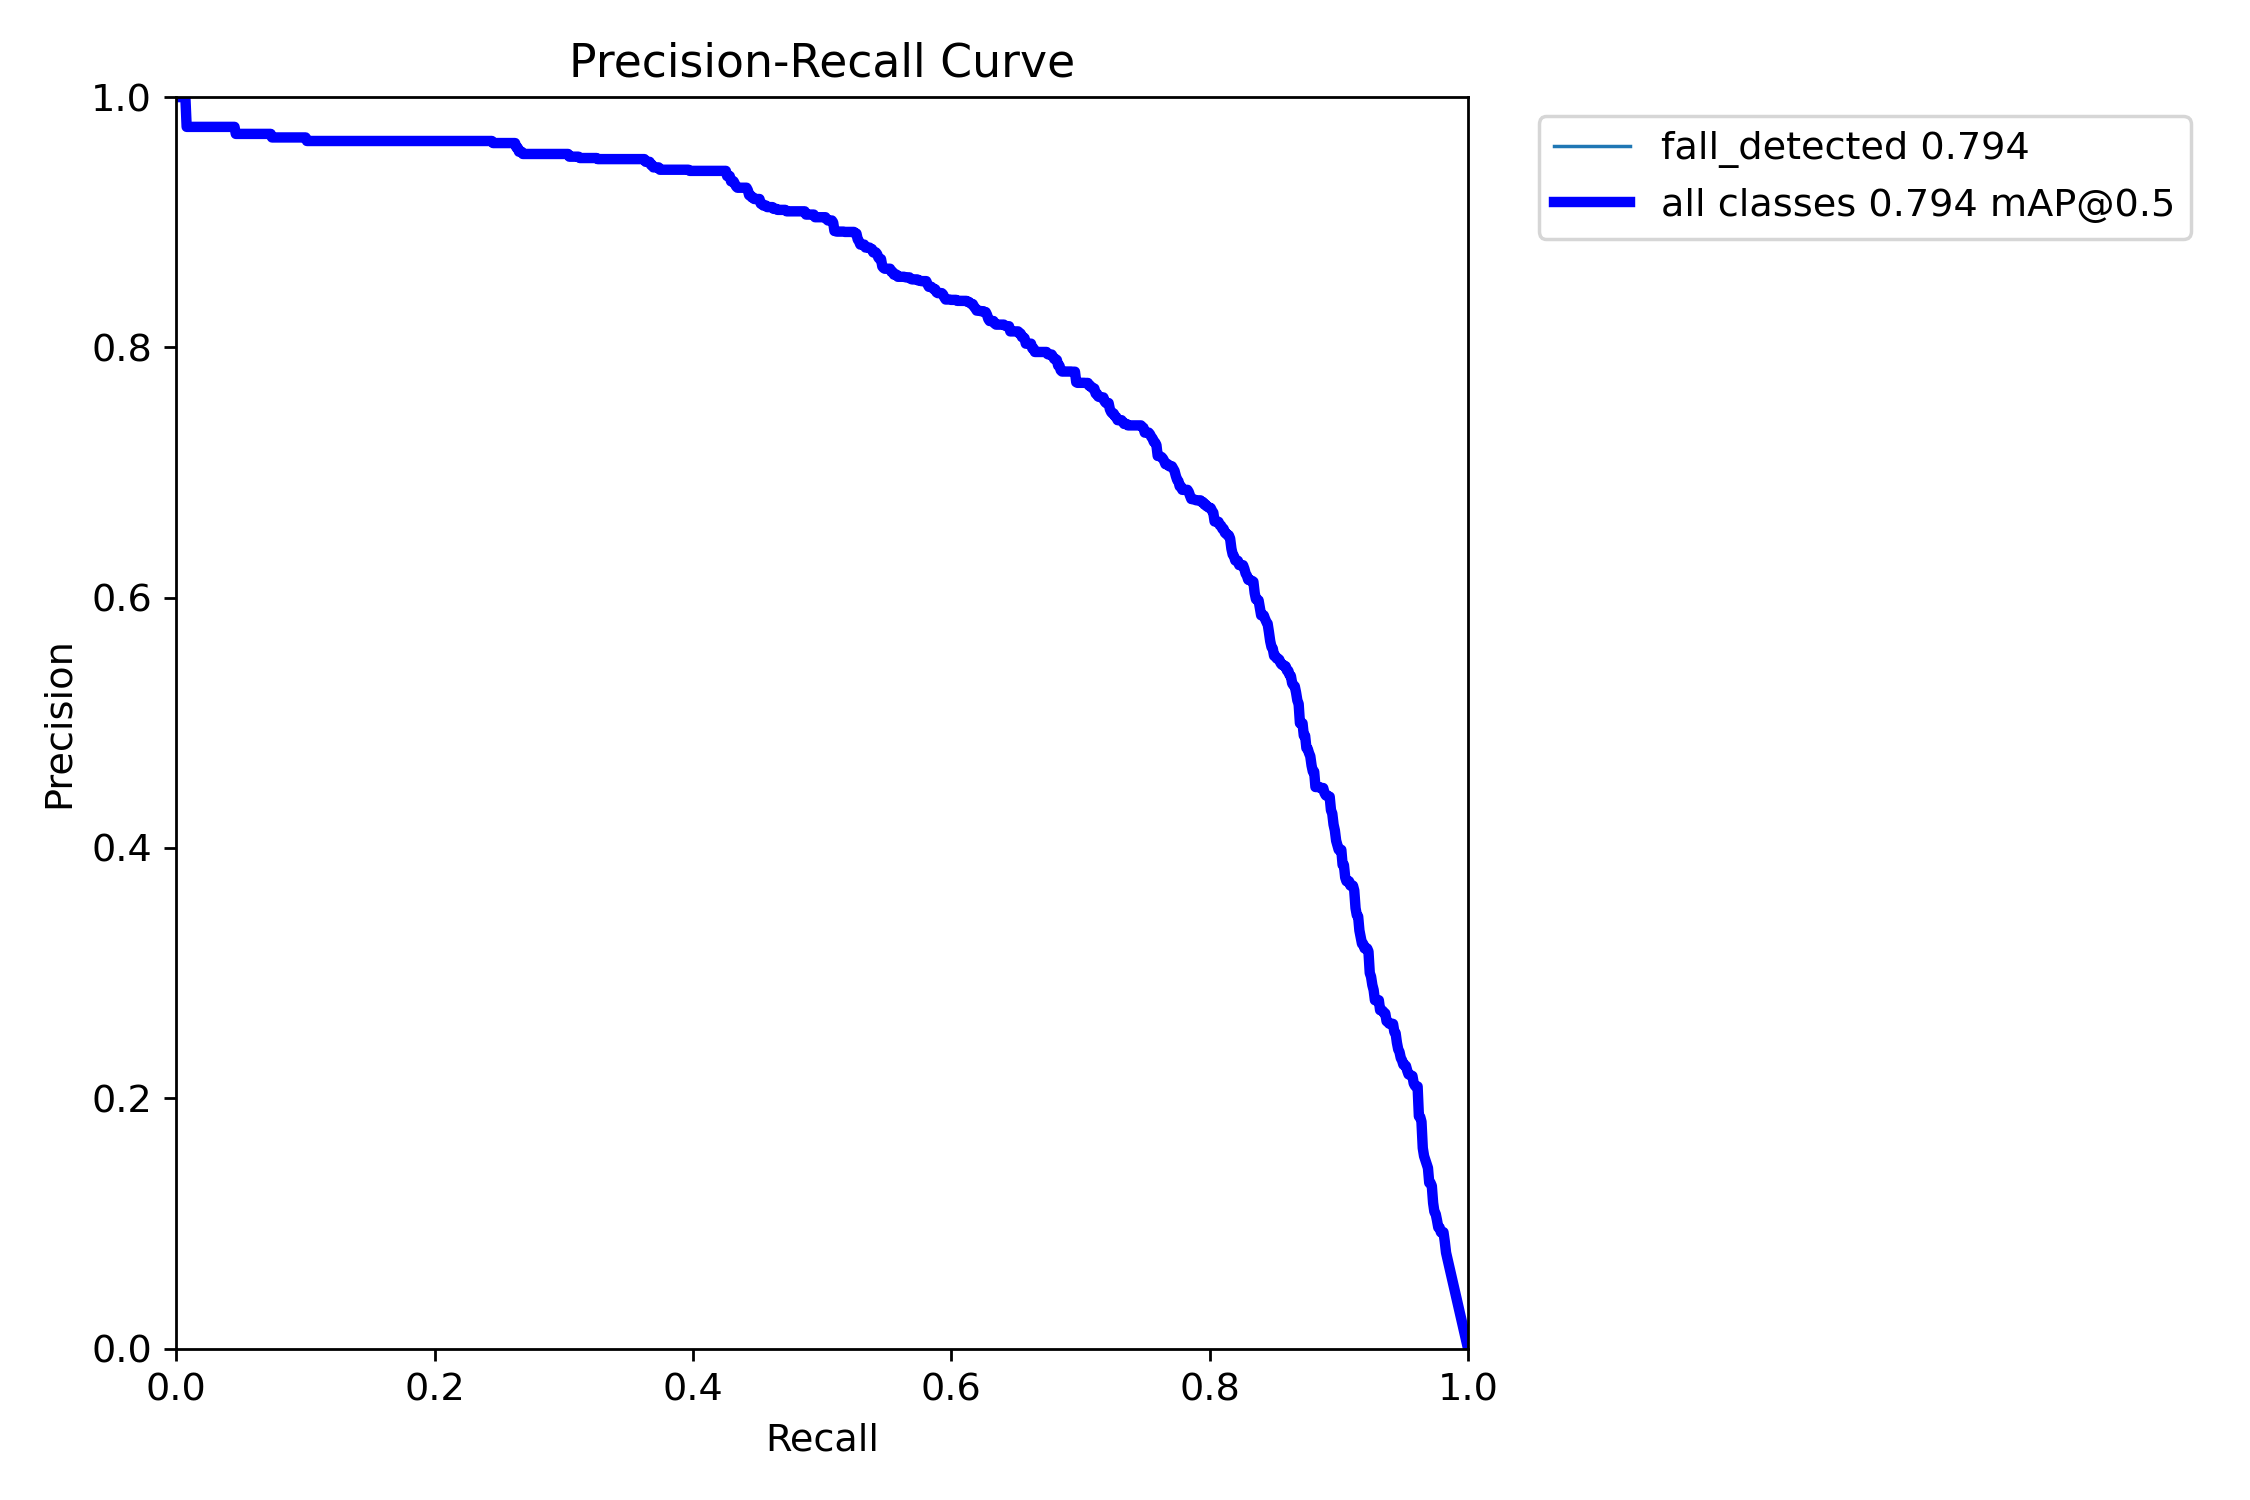 Precision-Recall Curve
1.0
0.8
0.6
0.4
0.2
0.0
Precision
0.0 0.2 0.4 0.6 0.8 1.0
Recall
fall_detected 0.794
all classes 0.794 mAP@0.5